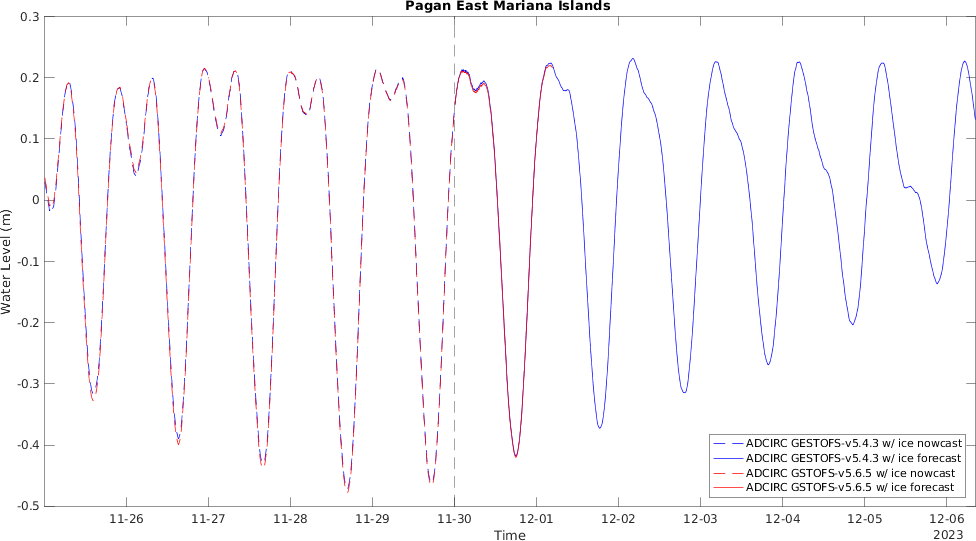 Pagan East Mariana Islands
0.3
0.2
0.1
0
-0.1
-0.2
-0.3
-0.4
-0.5
Water Level (m)
ADCIRC GESTOFS-v5.4.3 w/ ice nowcast
ADCIRC GESTOFS-v5.4.3 w/ ice forecast
ADCIRC GSTOFS-v5.6.5 w/ ice nowcast
ADCIRC GSTOFS-v5.6.5 w/ ice forecast
11-26 11-27 11-28 11-29 11-30 12-01 12-02 12-03 12-04 12-05 12-06
Time 2023